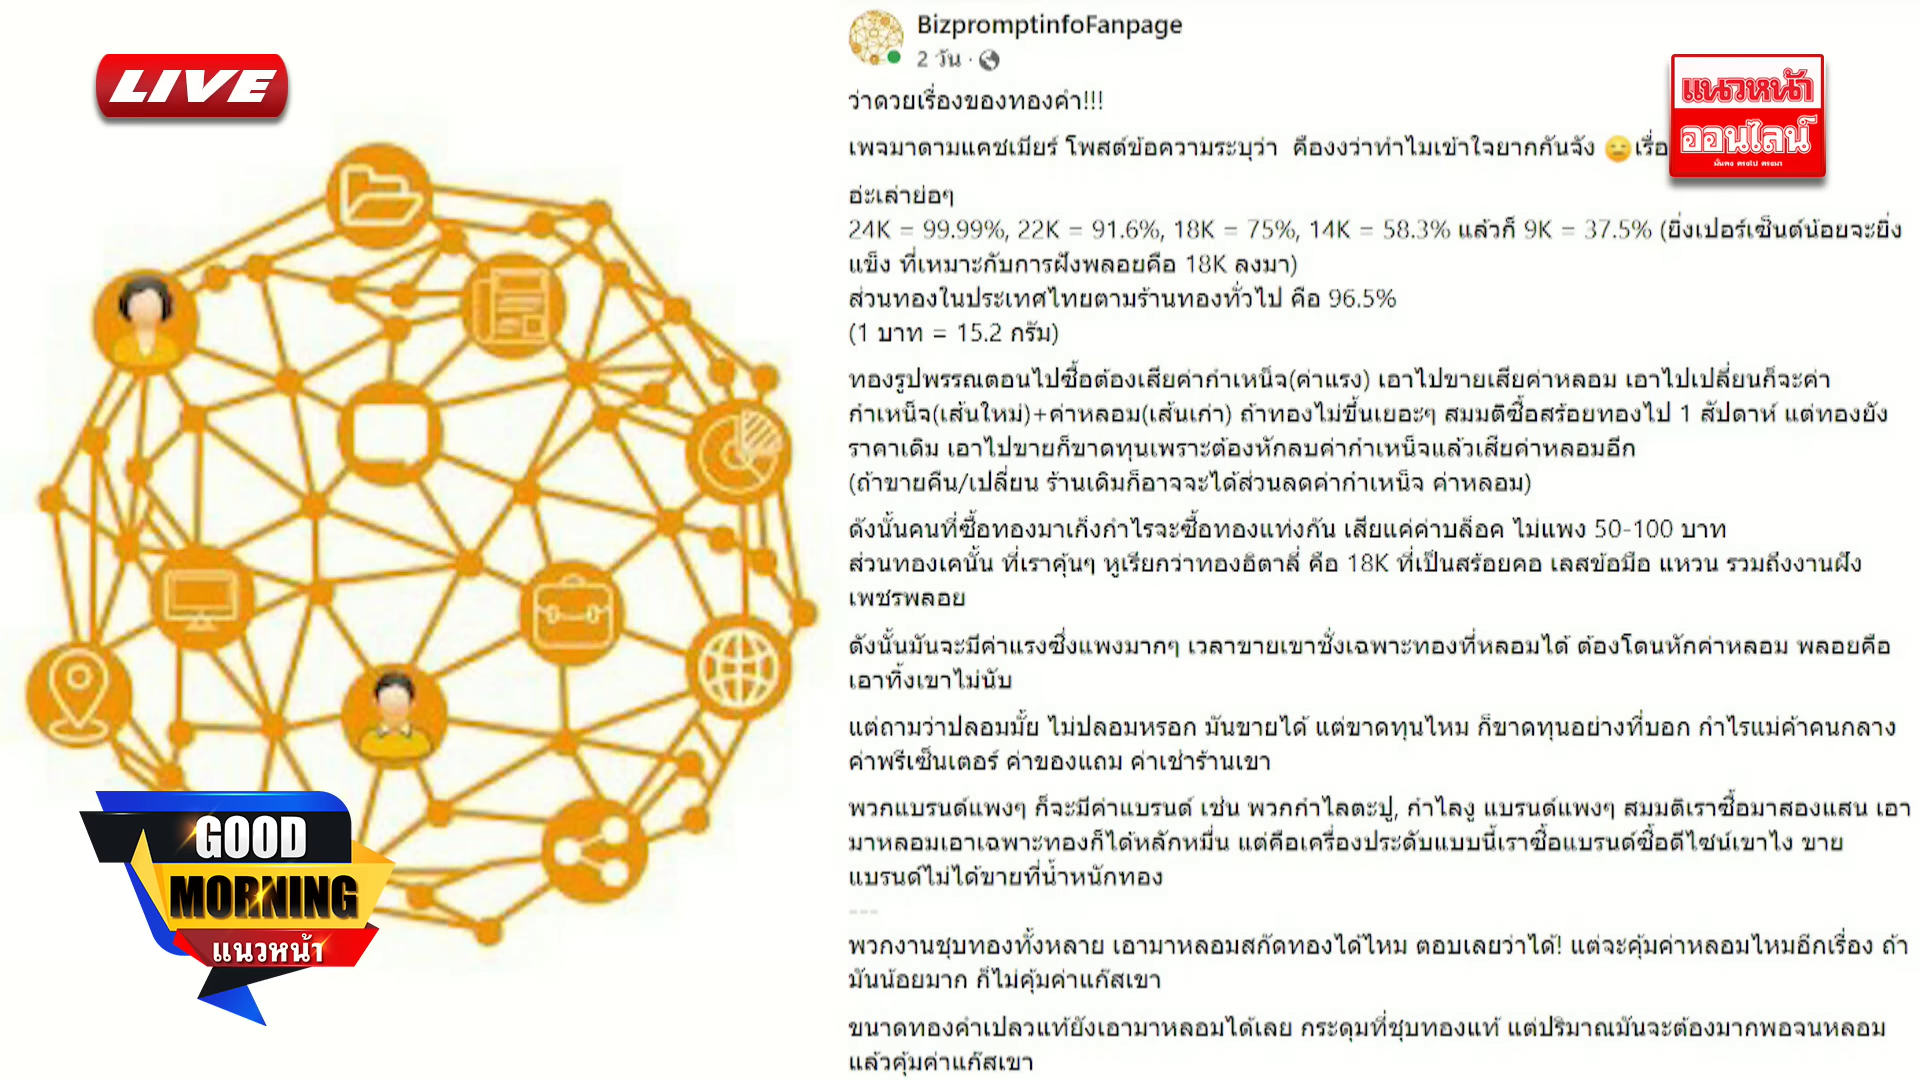 LIVE
BizpromptinfoFanpage
2 วัน ·
แนวหน้า
ออนไลน์
มั่นคง ตรงไป ตรงมา
ว่าด้วยเรื่องของทองคำ!!!
เพจมาดามแคชเมียร์ โพสต์ข้อความระบุว่า คืองงว่าทำไมเข้าใจยากกันจัง 😑 เรื่อ
อ่ะเล่าย่อๆ
24K = 99.99%, 22K = 91.6%, 18K = 75%, 14K = 58.3% แล้วก็ 9K = 37.5% (ยิ่งเปอร์เซ็นต์น้อยจะยิ่ง
แข็ง ที่เหมาะกับการฝังพลอยคือ 18K ลงมา)
ส่วนทองในประเทศไทยตามร้านทองทั่วไป คือ 96.5%
(1 บาท = 15.2 กรัม)
ทองรูปพรรณตอนไปซื้อต้องเสียค่ากำเหน็จ(ค่าแรง) เอาไปขายเสียค่าหลอม เอาไปเปลี่ยนก็จะค่า
กำเหน็จ(เส้นใหม่)+ค่าหลอม(เส้นเก่า) ถ้าทองไม่ขึ้นเยอะๆ สมมติซื้อสร้อยทองไป 1 สัปดาห์ แต่ทองยัง
ราคาเดิม เอาไปขายก็ขาดทุนเพราะต้องหักลบค่ากำเหน็จแล้วเสียค่าหลอมอีก
(ถ้าขายคืน/เปลี่ยน ร้านเดิมก็อาจจะได้ส่วนลดค่ากำเหน็จ ค่าหลอม)
ดังนั้นคนที่ซื้อทองมาเก็งกำไรจะซื้อทองแท่งกัน เสียแค่ค่าบล็อค ไม่แพง 50-100 บาท
ส่วนทองเคนั้น ที่เราคุ้นๆ หูเรียกว่าทองอิตาลี่ คือ 18K ที่เป็นสร้อยคอ เลสข้อมือ แหวน รวมถึงงานฝัง
เพชรพลอย
ดังนั้นมันจะมีค่าแรงซึ่งแพงมากๆ เวลาขายเขาชั่งเฉพาะทองที่หลอมได้ ต้องโดนหักค่าหลอม พลอยคือ
เอาทิ้งเขาไม่นับ
แต่ถามว่าปลอมมั้ย ไม่ปลอมหรอก มันขายได้ แต่ขาดทุนไหม ก็ขาดทุนอย่างที่บอก กำไรแม่ค้าคนกลาง
ค่าพรีเซ็นเตอร์ ค่าของแถม ค่าเช่าร้านเขา
พวกแบรนด์แพงๆ ก็จะมีค่าแบรนด์ เช่น พวกกำไลตะปู, กำไลงู แบรนด์แพงๆ สมมติเราซื้อมาสองแสน เอา
มาหลอมเอาเฉพาะทองก็ได้หลักหมื่น แต่คือเครื่องประดับแบบนี้เราซื้อแบรนด์ซื้อดีไซน์เขาไง ขาย
แบรนด์ไม่ได้ขายที่น้ำหนักทอง
---
พวกงานชุบทองทั้งหลาย เอามาหลอมสกัดทองได้ไหม ตอบเลยว่าได้! แต่จะคุ้มค่าหลอมไหมอีกเรื่อง ถ้า
มันน้อยมาก ก็ไม่คุ้มค่าแก๊สเขา
ขนาดทองคำเปลวแท้ยังเอามาหลอมได้เลย กระดุมที่ชุบทองแท้ แต่ปริมาณมันจะต้องมากพอจนหลอม
แล้วคุ้มค่าแก๊สเขา
GOOD
MORNING
แนวหน้า